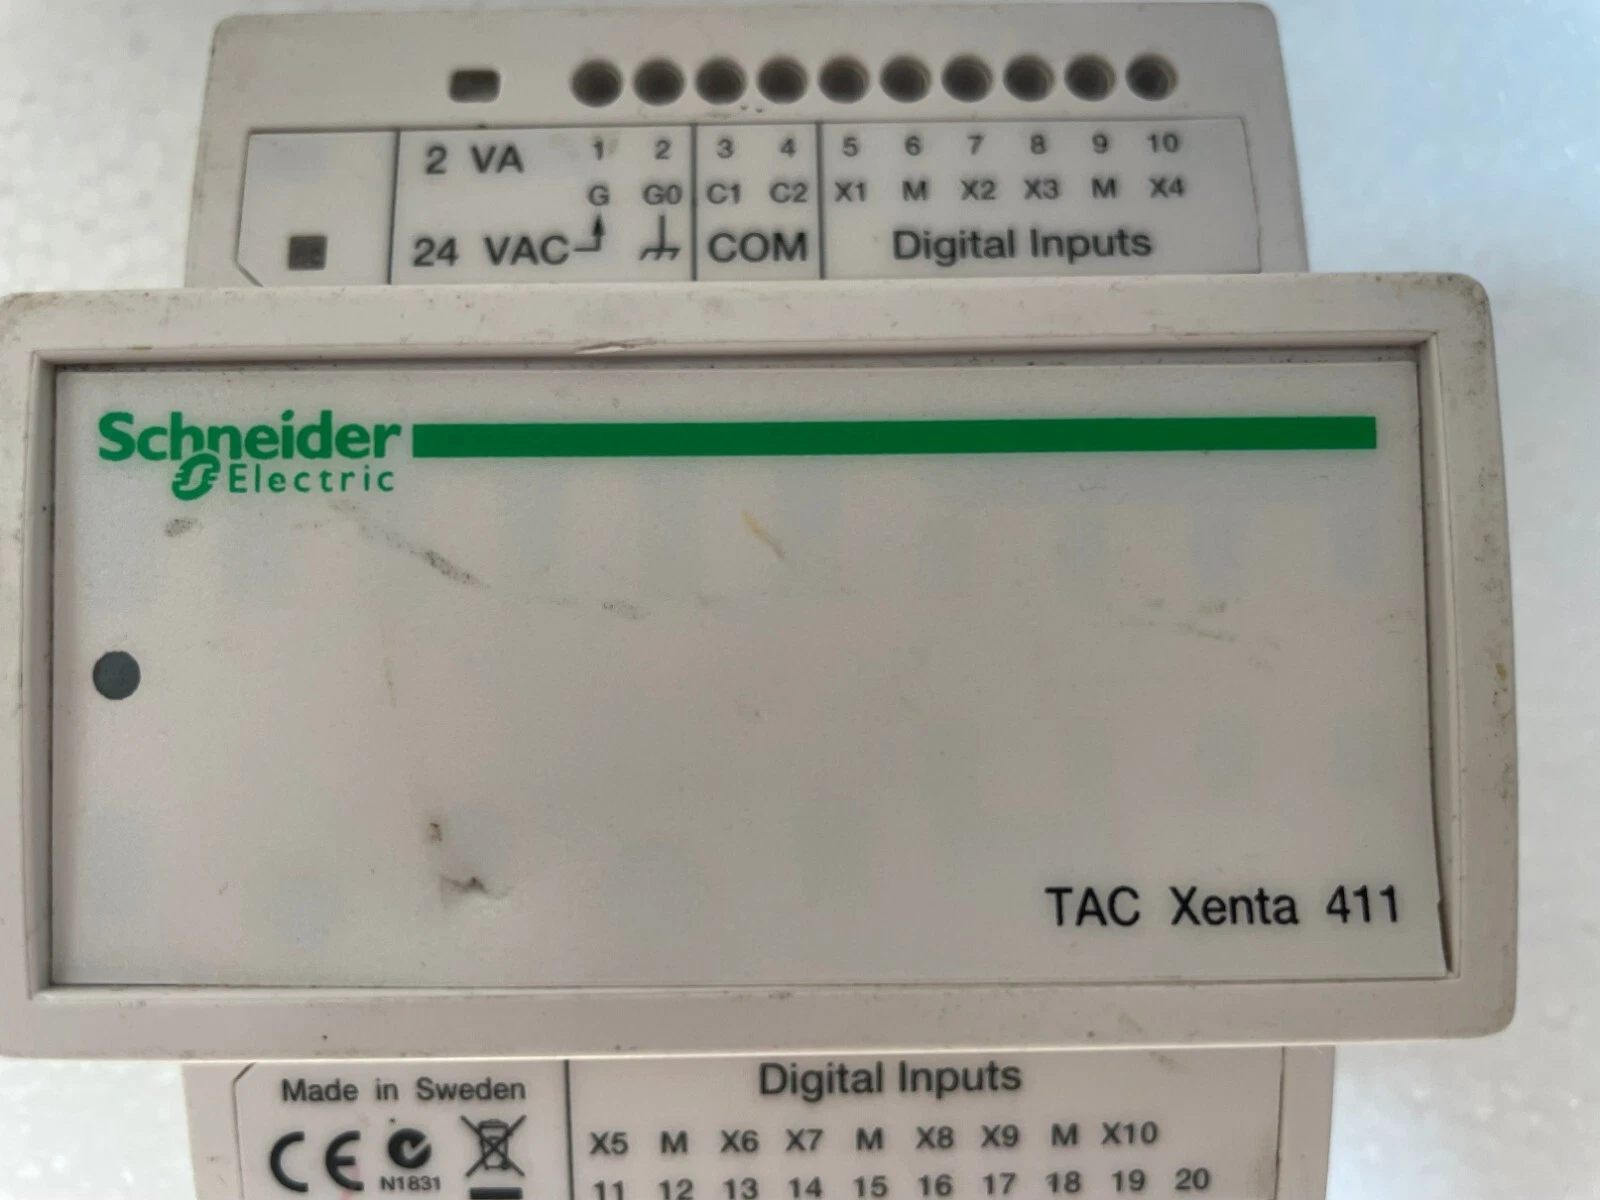 2 VA 1 2 3 4 5 6 7 8 9 10
G G0 C1 C2 X1 M X2 X3 M X4
24 VAC COM Digital Inputs
Schneider
Electric
TAC Xenta 411
Made in Sweden
Digital Inputs
CE N1831
X5 M X6 X7 M X8 X9 M X10
11 12 13 14 15 16 17 18 19 20